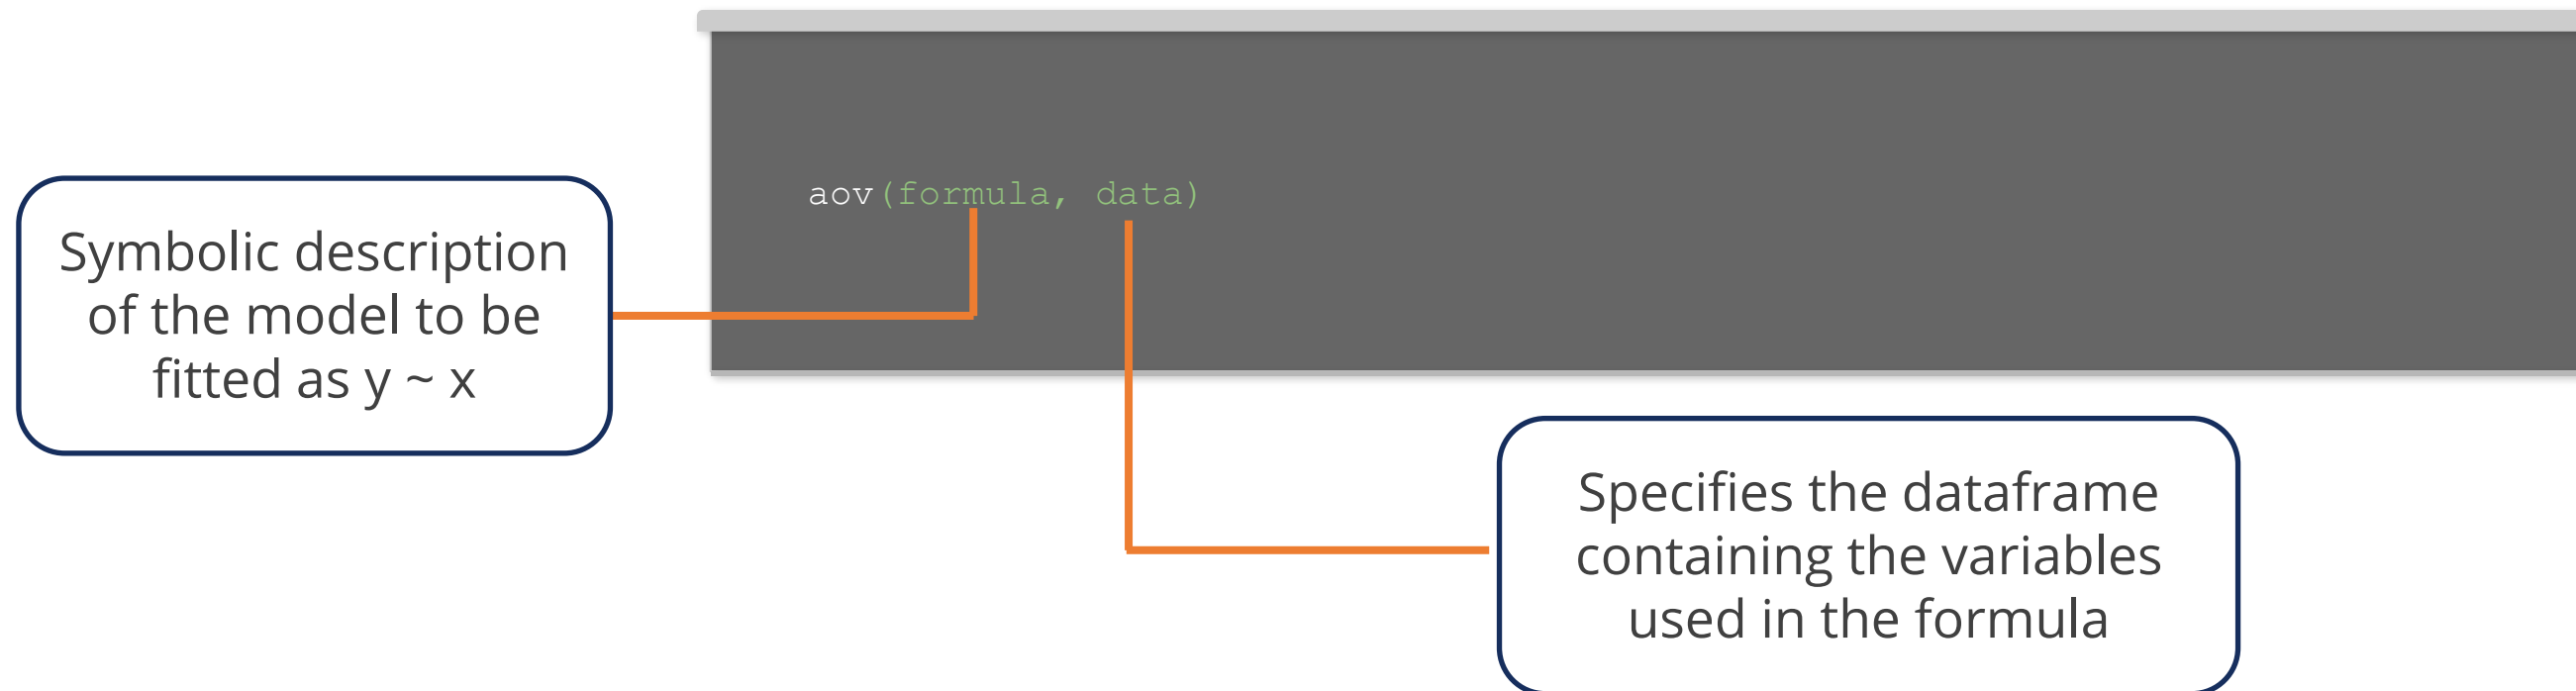 aov(formula, data)
Symbolic description
of the model to be
fitted as y ~ x
Specifies the dataframe
containing the variables
used in the formula